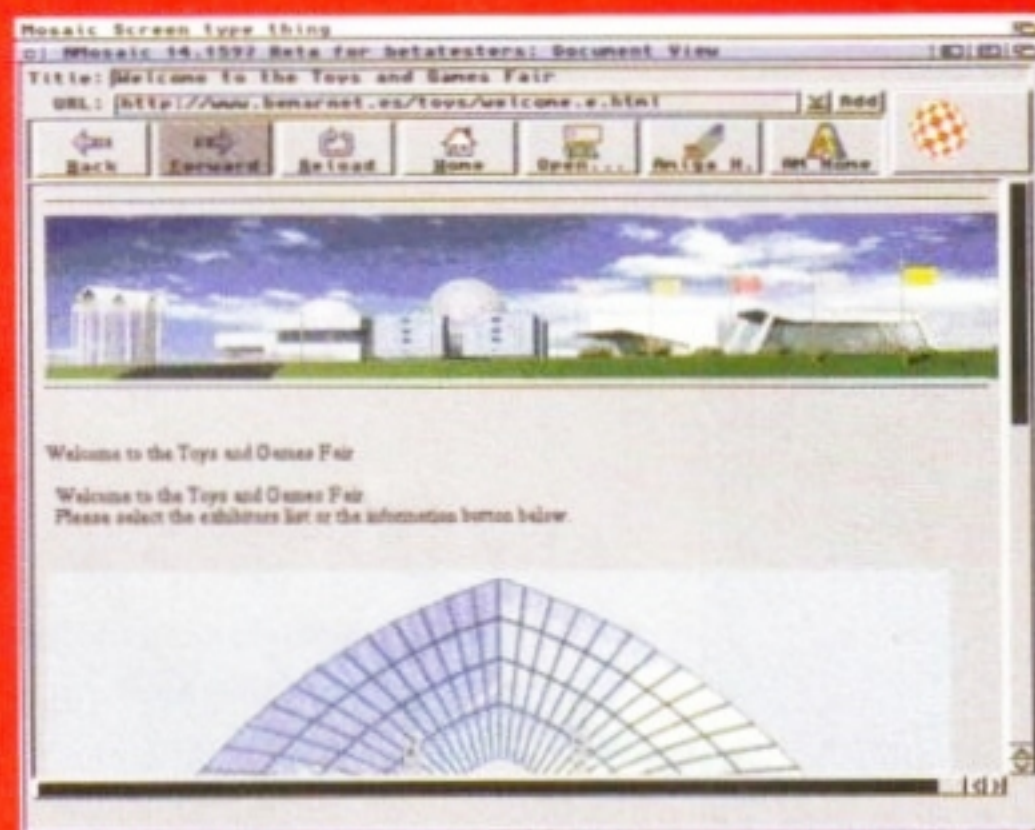 Mosaic Screen type thing
AMosaic 14.1592 Beta for betatesters: Document View
Title: Welcome to the Toys and Games Fair
URL: http://www.bemarnet.es/toys/welcome.e.html Add
Back Forward Reload Home Open... Amiga H. AM Home
Welcome to the Toys and Games Fair
Welcome to the Toys and Games Fair
Please select the exhibitors list or the information button below.